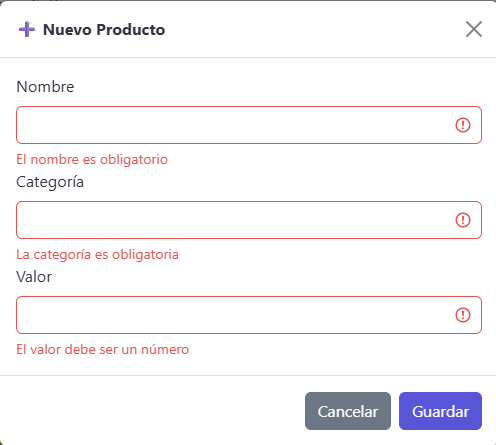 Nuevo Producto
Nombre
El nombre es obligatorio
Categoría
La categoría es obligatoria
Valor
El valor debe ser un número
Cancelar Guardar